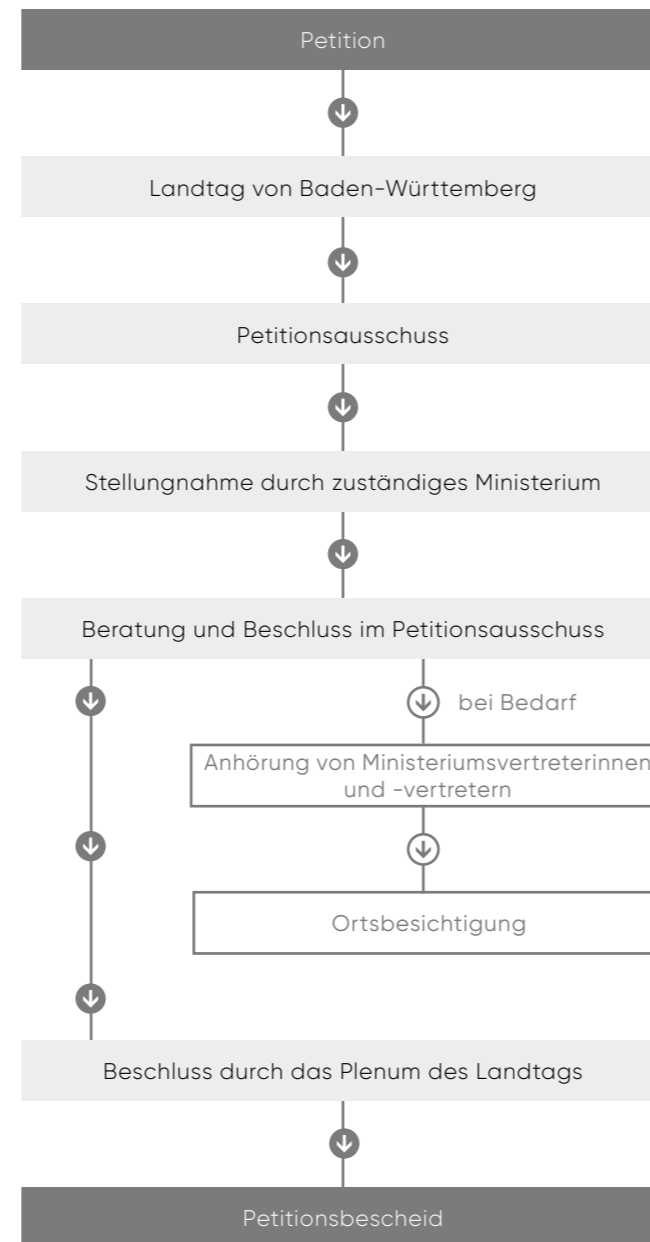 Petition
Landtag von Baden-Württemberg
Petitionsausschuss
Stellungnahme durch zuständiges Ministerium
Beratung und Beschluss im Petitionsausschuss
bei Bedarf
Anhörung von Ministeriumsvertreterinnen
und -vertretern
Ortsbesichtigung
Beschluss durch das Plenum des Landtags
Petitionsbescheid